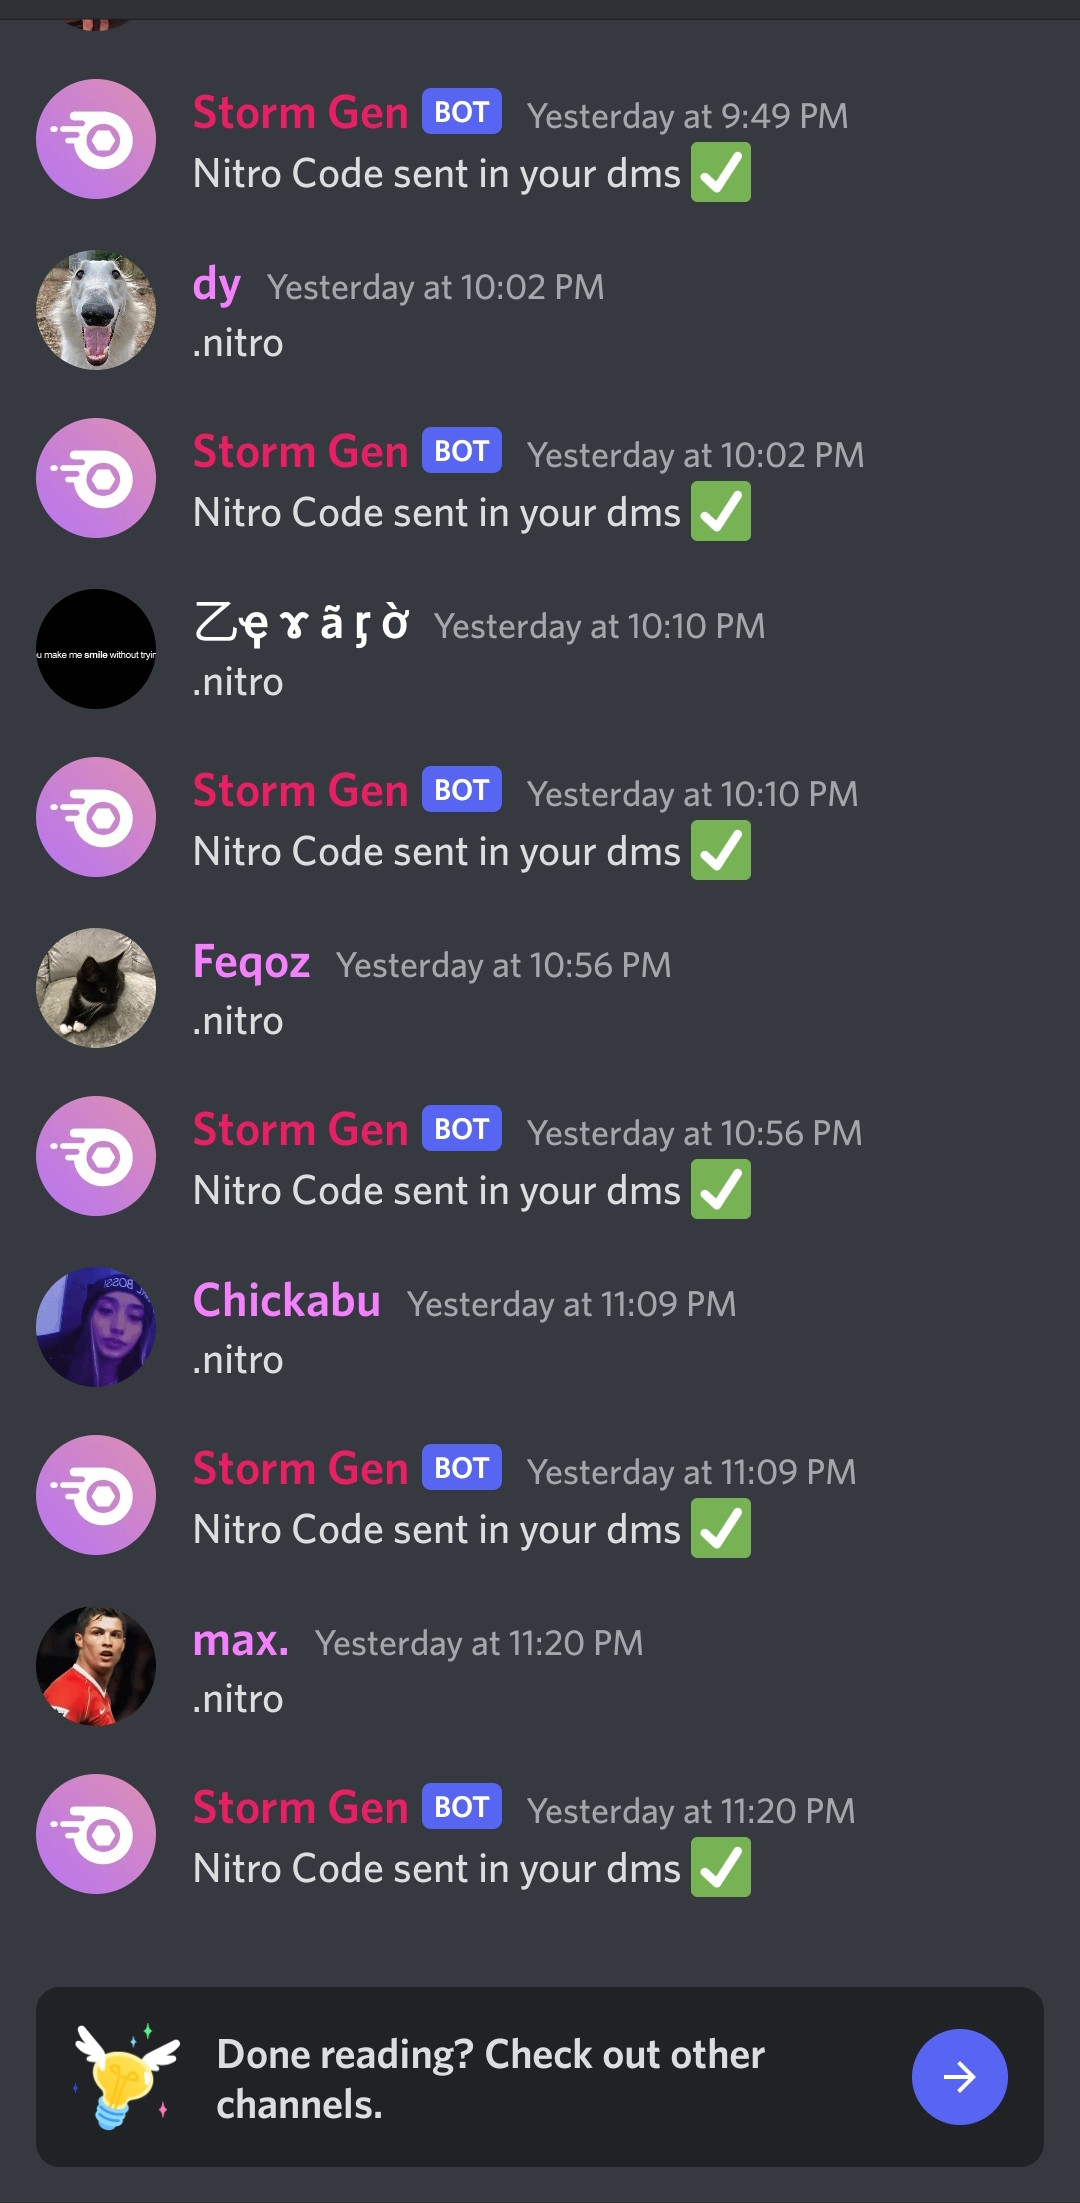 Storm Gen BOT Yesterday at 9:49 PM
Nitro Code sent in your dms ✅
dy Yesterday at 10:02 PM
.nitro
Storm Gen BOT Yesterday at 10:02 PM
Nitro Code sent in your dms ✅
乙ę ɤ ã ŗ ờ Yesterday at 10:10 PM
u make me smile without tryin
.nitro
Storm Gen BOT Yesterday at 10:10 PM
Nitro Code sent in your dms ✅
Feqoz Yesterday at 10:56 PM
.nitro
Storm Gen BOT Yesterday at 10:56 PM
Nitro Code sent in your dms ✅
Chickabu Yesterday at 11:09 PM
.nitro
Storm Gen BOT Yesterday at 11:09 PM
Nitro Code sent in your dms ✅
max. Yesterday at 11:20 PM
.nitro
Storm Gen BOT Yesterday at 11:20 PM
Nitro Code sent in your dms ✅
Done reading? Check out other
channels.